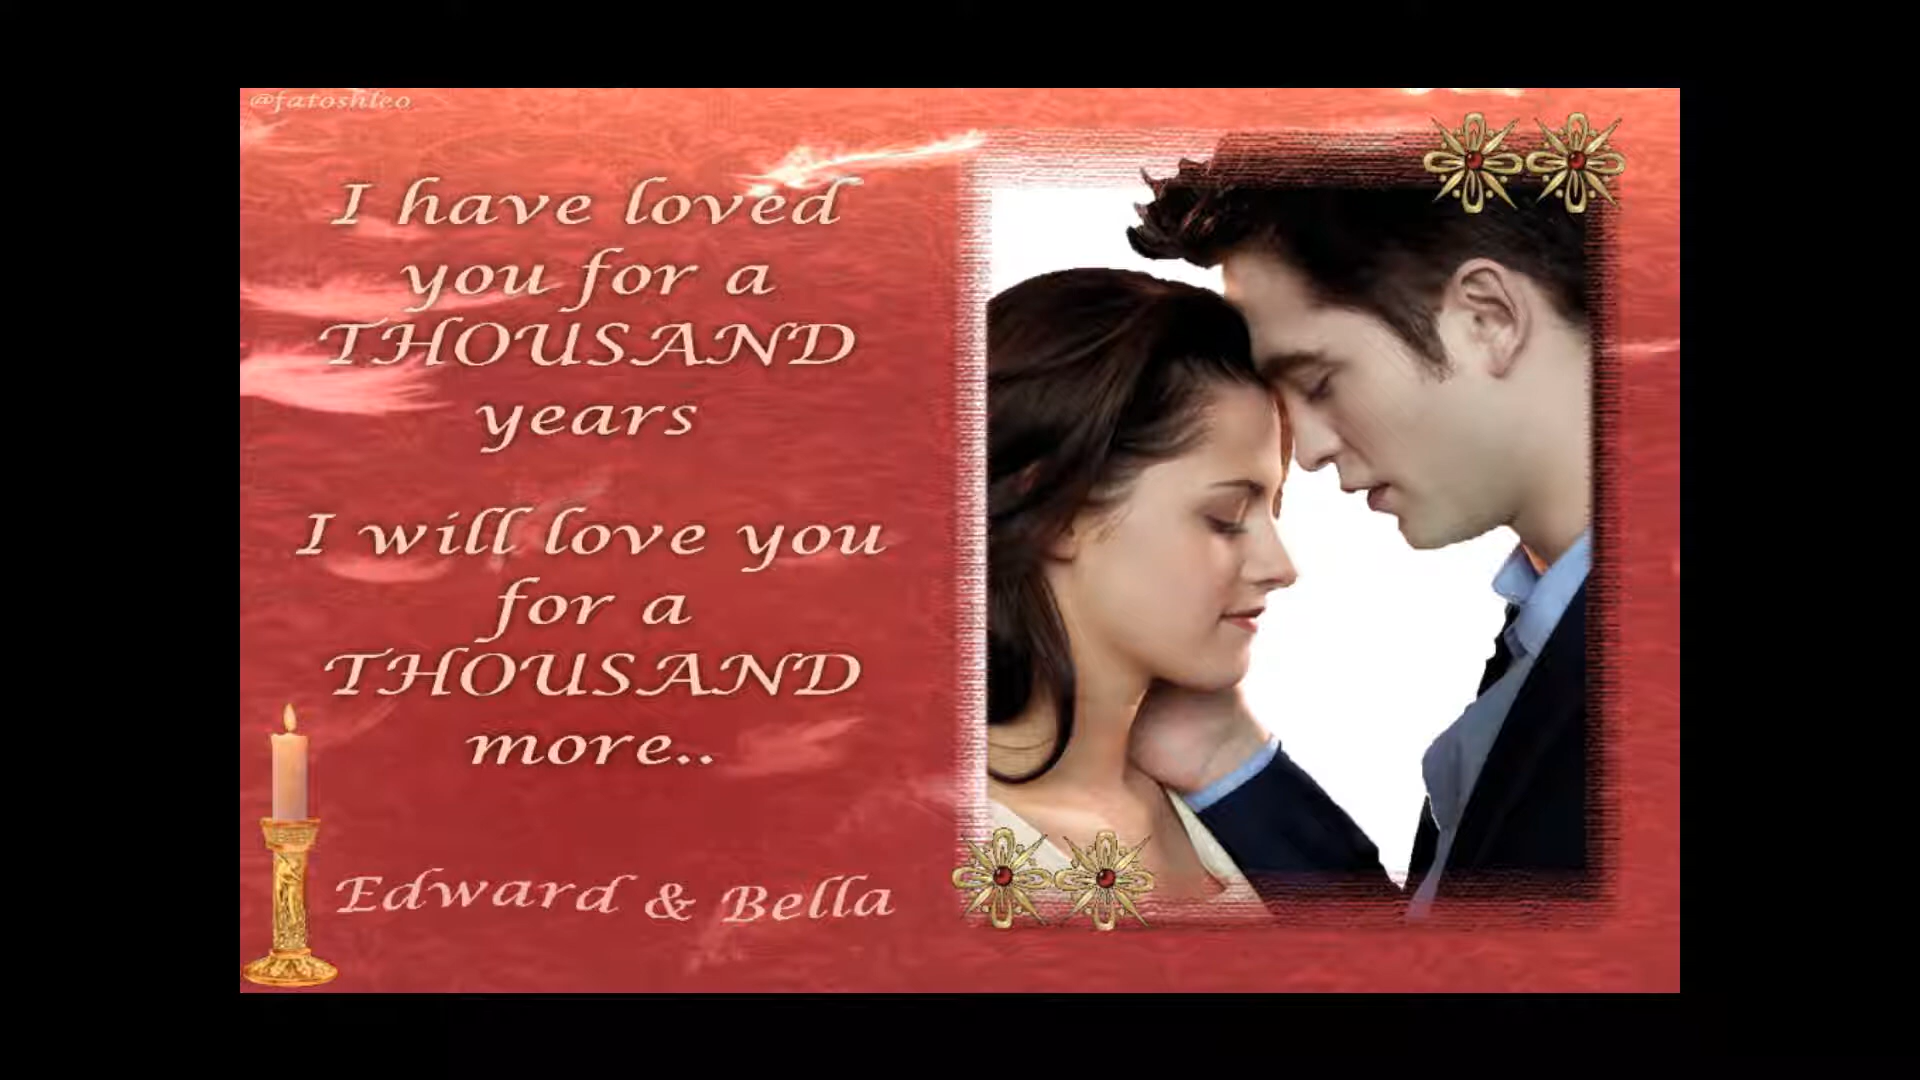 @fatoshleo
I have loved
you for a
THOUSAND
years
I will love you
for a
THOUSAND
more..
Edward & Bella